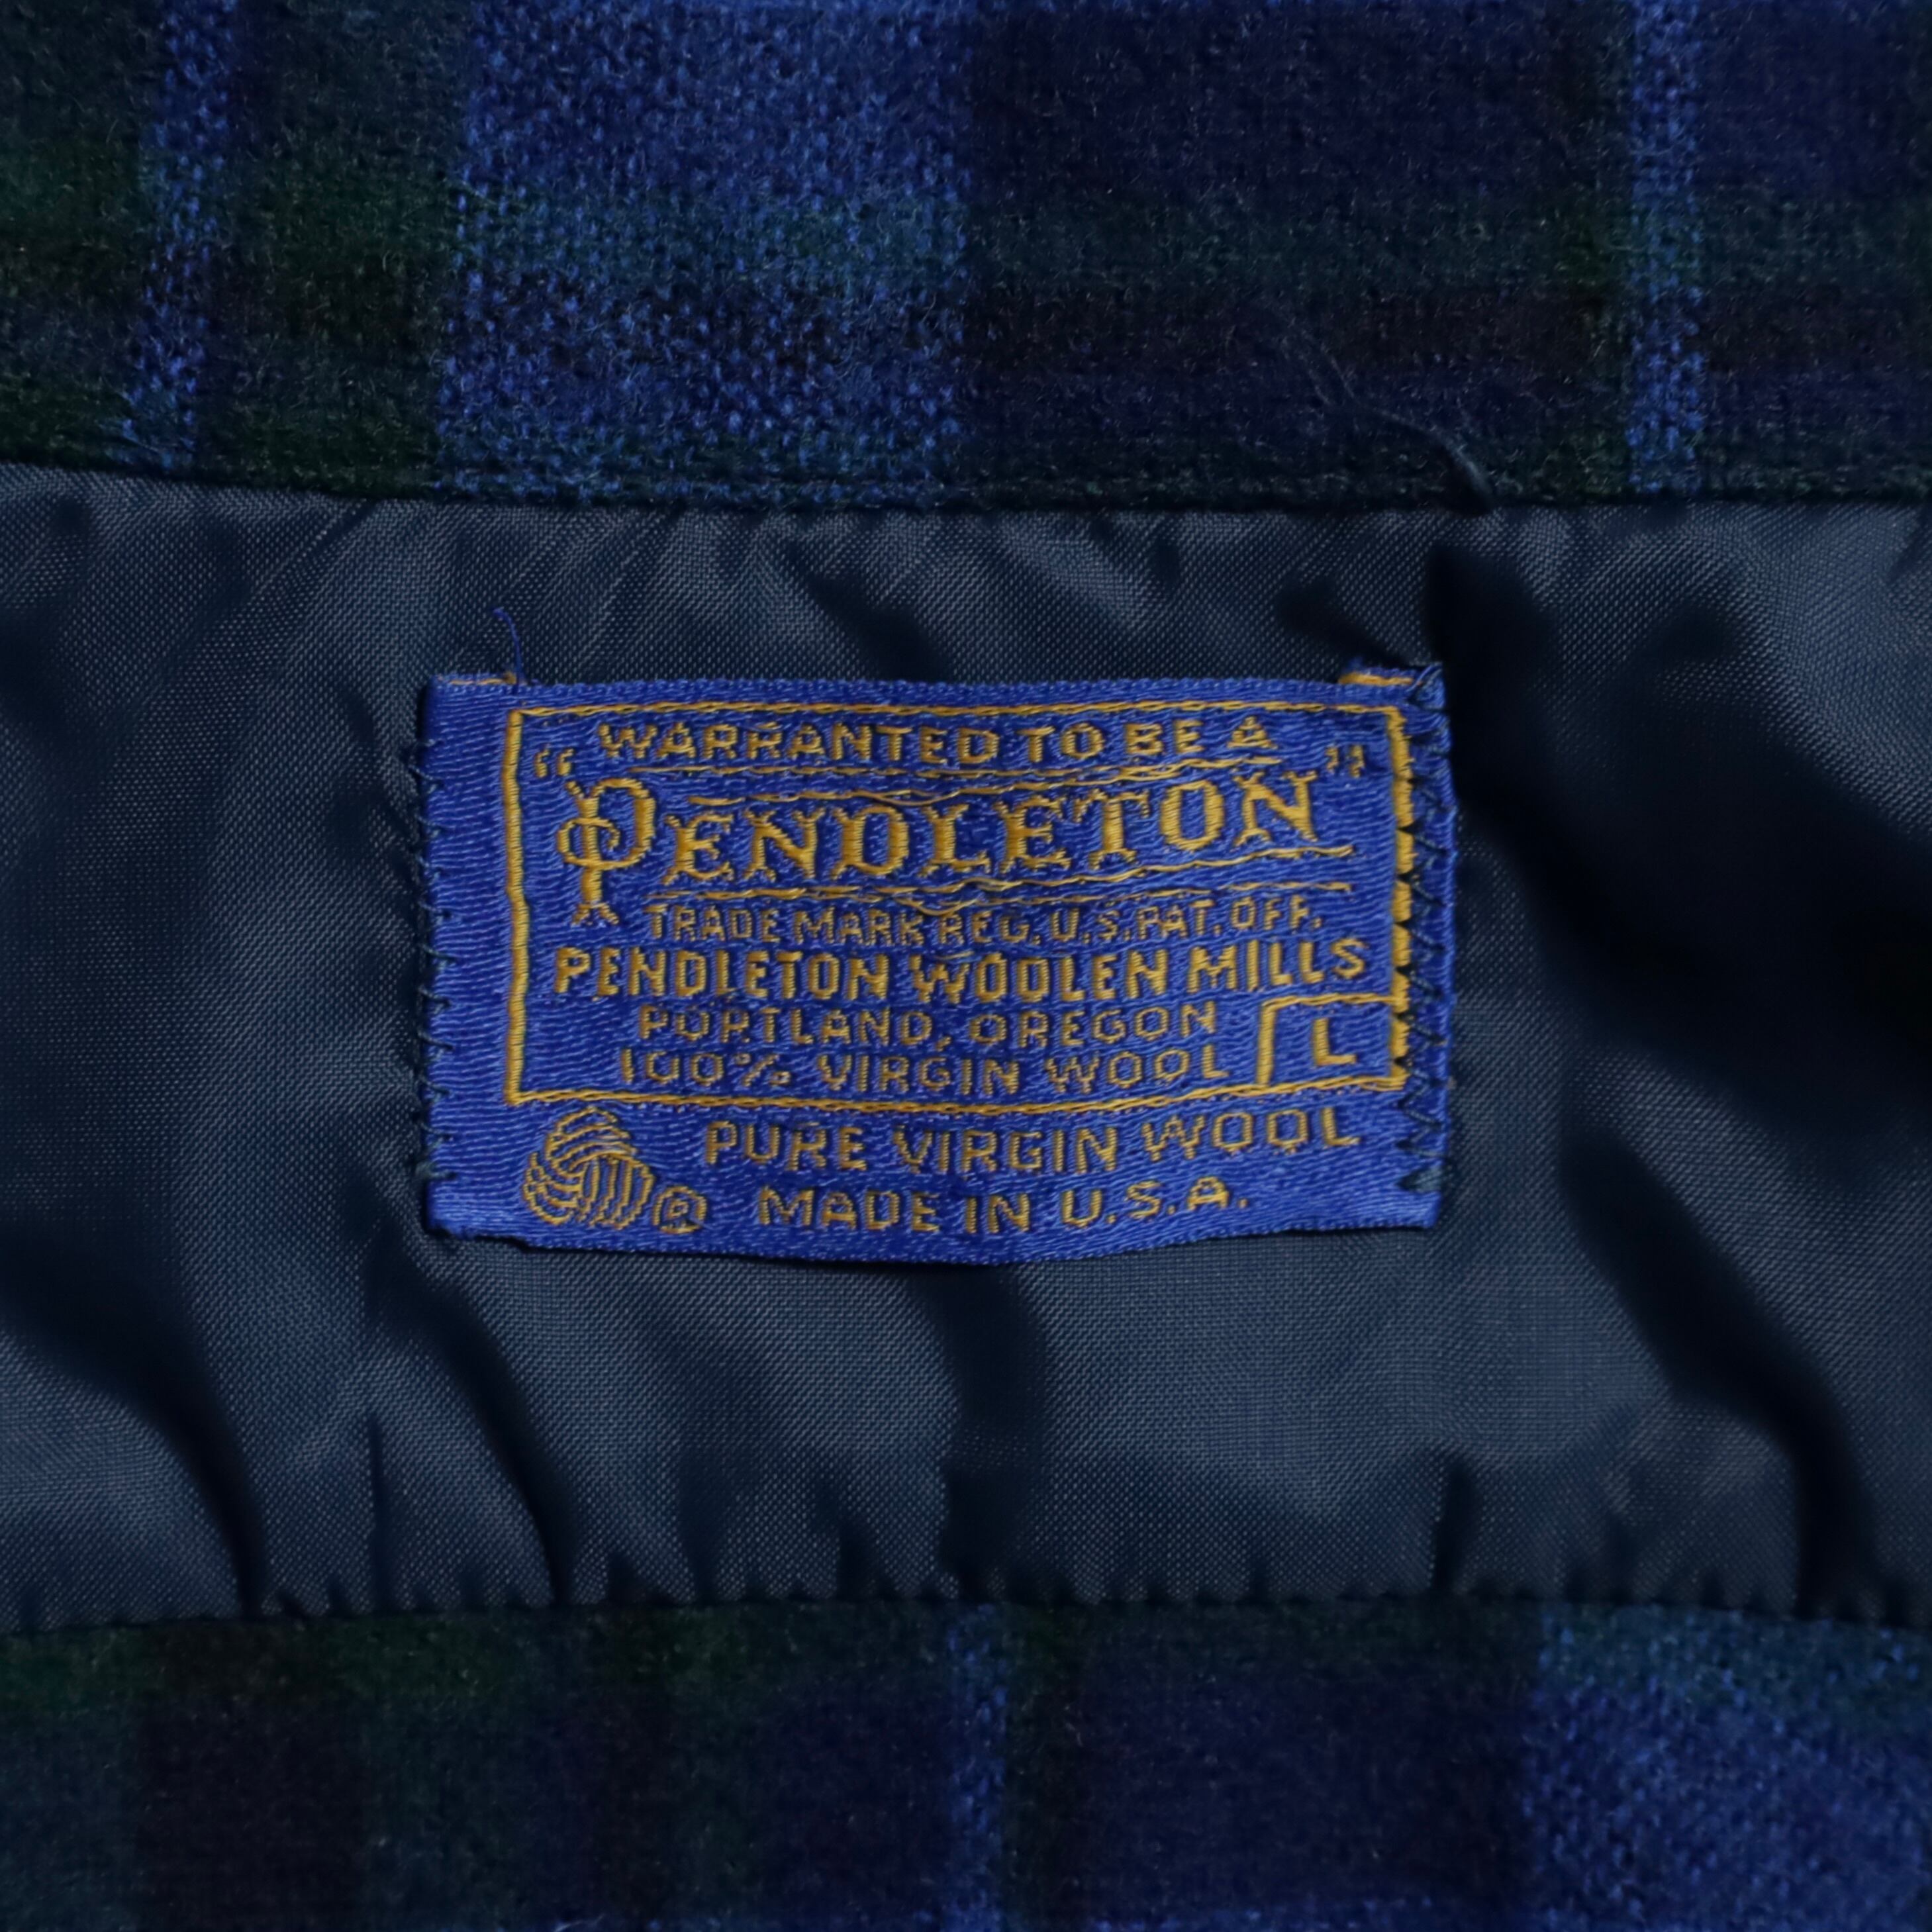 WARRANTED TO BE A
"PENDLETON"
TRADE MARK REG. U.S. PAT. OFF.
PENDLETON WOOLEN MILLS
PORTLAND, OREGON
100% VIRGIN WOOL L
PURE VIRGIN WOOL
® MADE IN U.S.A.